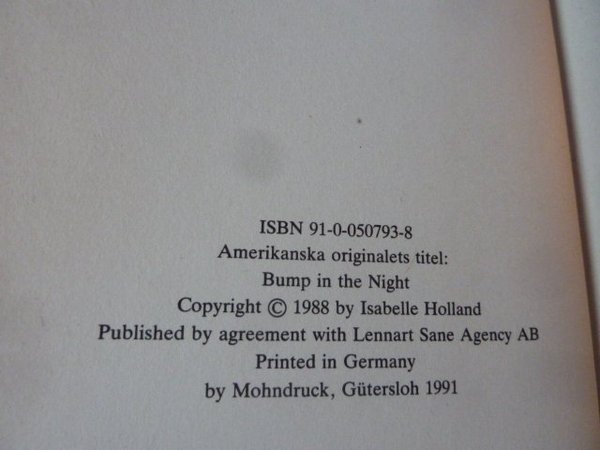 ISBN 91-0-050793-8
Amerikanska originalets titel:
Bump in the Night
Copyright © 1988 by Isabelle Holland
Published by agreement with Lennart Sane Agency AB
Printed in Germany
by Mohndruck, Gütersloh 1991